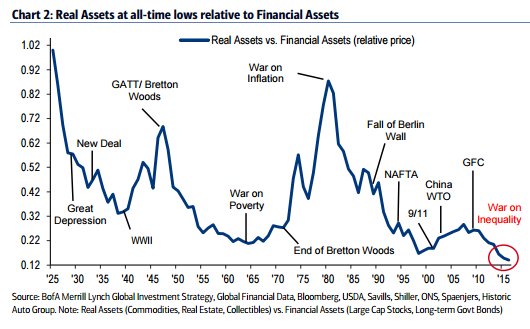 Chart 2: Real Assets at all-time lows relative to Financial Assets
Real Assets vs. Financial Assets (relative price)
1.02
0.92
0.82
0.72
0.62
0.52
0.42
0.32
0.22
0.12
War on
Inflation
GATT/ Bretton
Woods
New Deal
Fall of Berlin
Wall
NAFTA
China
WTO
GFC
War on
Inequality
War on
Poverty
9/11
Great
Depression
WWII
End of Bretton Woods
'25 '30 '35 '40 '45 '50 '55 '60 '65 '70 '75 '80 '85 '90 '95 '00 '05 '10 '15
Source: BofA Merrill Lynch Global Investment Strategy, Global Financial Data, Bloomberg, USDA, Savills, Shiller, ONS, Spaenjers, Historic
Auto Group. Note: Real Assets (Commodities, Real Estate, Collectibles) vs. Financial Assets (Large Cap Stocks, Long-term Govt Bonds)